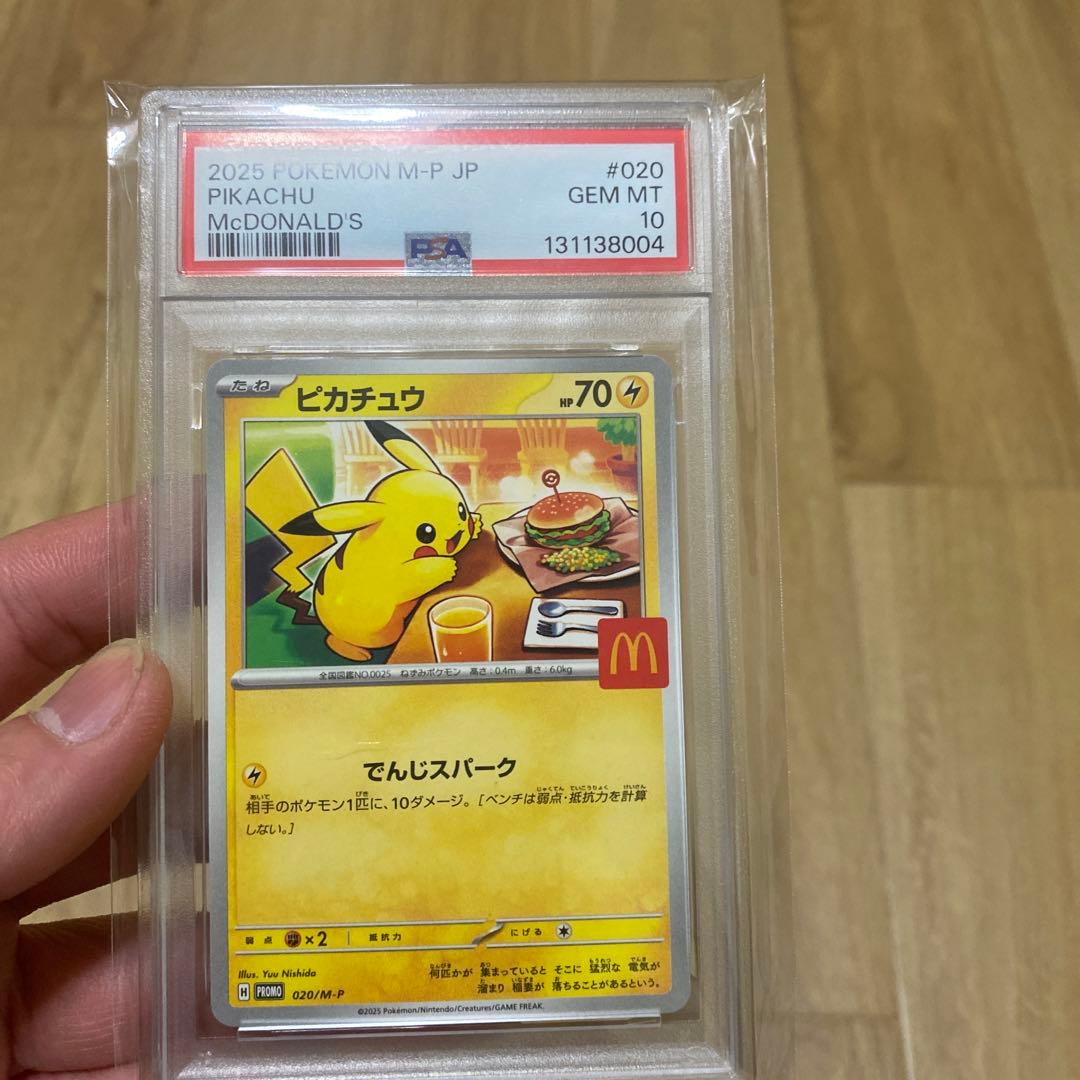 2025 POKEMON M-P JP #020
PIKACHU GEM MT
McDONALD'S 10
PSA 131138004
たね ピカチュウ HP70
全国図鑑NO.0025 ねずみポケモン 高さ:0.4m 重さ:6.0kg
でんじスパーク
相手のポケモン1匹に、10ダメージ。[ベンチは弱点・抵抗力を計算
しない。]
弱点 ×2 抵抗力 にげる
Illus. Yuu Nishida
何匹かが 集まっていると そこに 猛烈な 電気が
溜まり 稲妻が 落ちることがあるという。
H PROMO 020/M-P
©2025 Pokémon/Nintendo/Creatures/GAME FREAK.